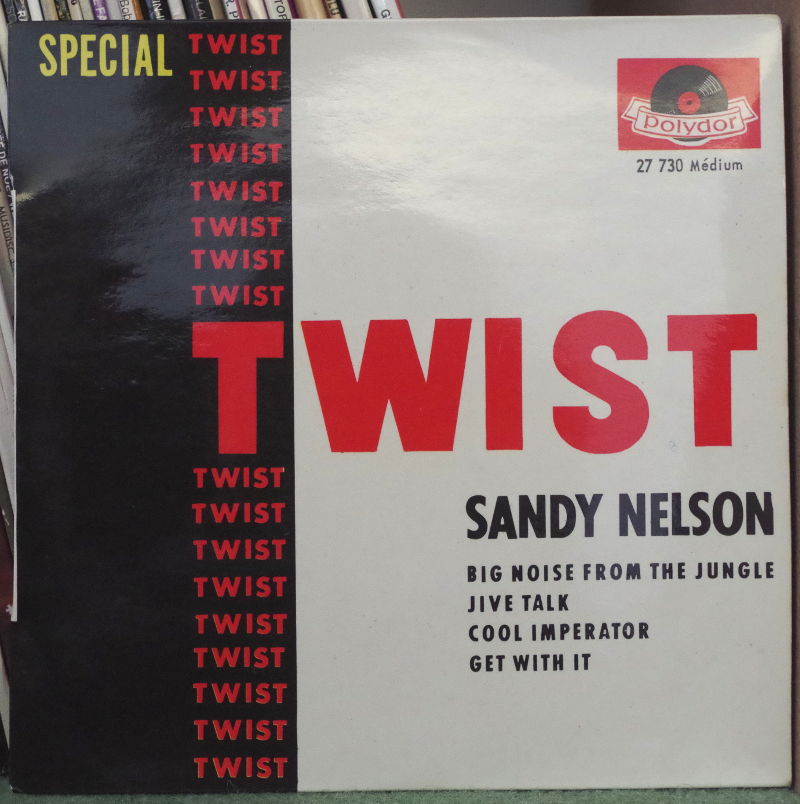 SPECIAL TWIST
TWIST
TWIST
TWIST
TWIST
TWIST
TWIST
TWIST
polydor
27 730 Médium
TWIST
TWIST
TWIST
TWIST
TWIST
TWIST
TWIST
TWIST
TWIST
TWIST
SANDY NELSON
BIG NOISE FROM THE JUNGLE
JIVE TALK
COOL IMPERATOR
GET WITH IT